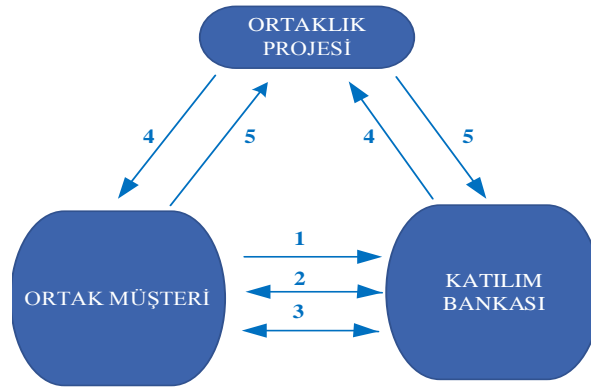 ORTAKLIK
PROJESİ
4
5
4
5
1
2
3
ORTAK MÜŞTERİ
KATILIM
BANKASI